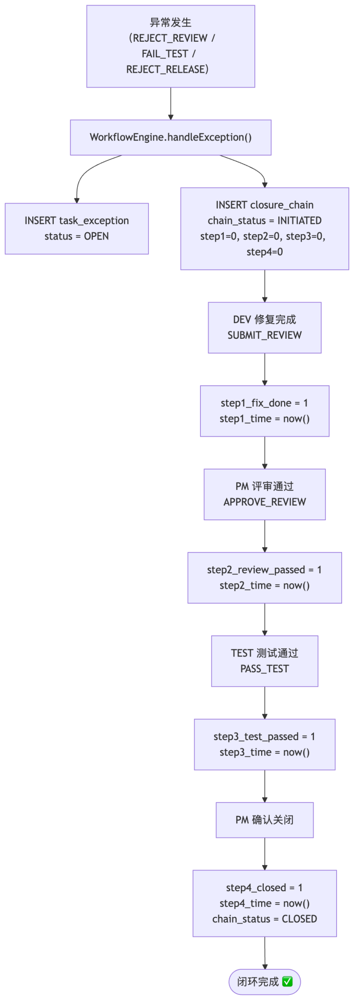 异常发生
（REJECT_REVIEW /
FAIL_TEST /
REJECT_RELEASE）
WorkflowEngine.handleException()
INSERT task_exception
status = OPEN
INSERT closure_chain
chain_status = INITIATED
step1=0, step2=0, step3=0,
step4=0
DEV 修复完成
SUBMIT_REVIEW
step1_fix_done = 1
step1_time = now()
PM 评审通过
APPROVE_REVIEW
step2_review_passed = 1
step2_time = now()
TEST 测试通过
PASS_TEST
step3_test_passed = 1
step3_time = now()
PM 确认关闭
step4_closed = 1
step4_time = now()
chain_status = CLOSED
闭环完成 ✅